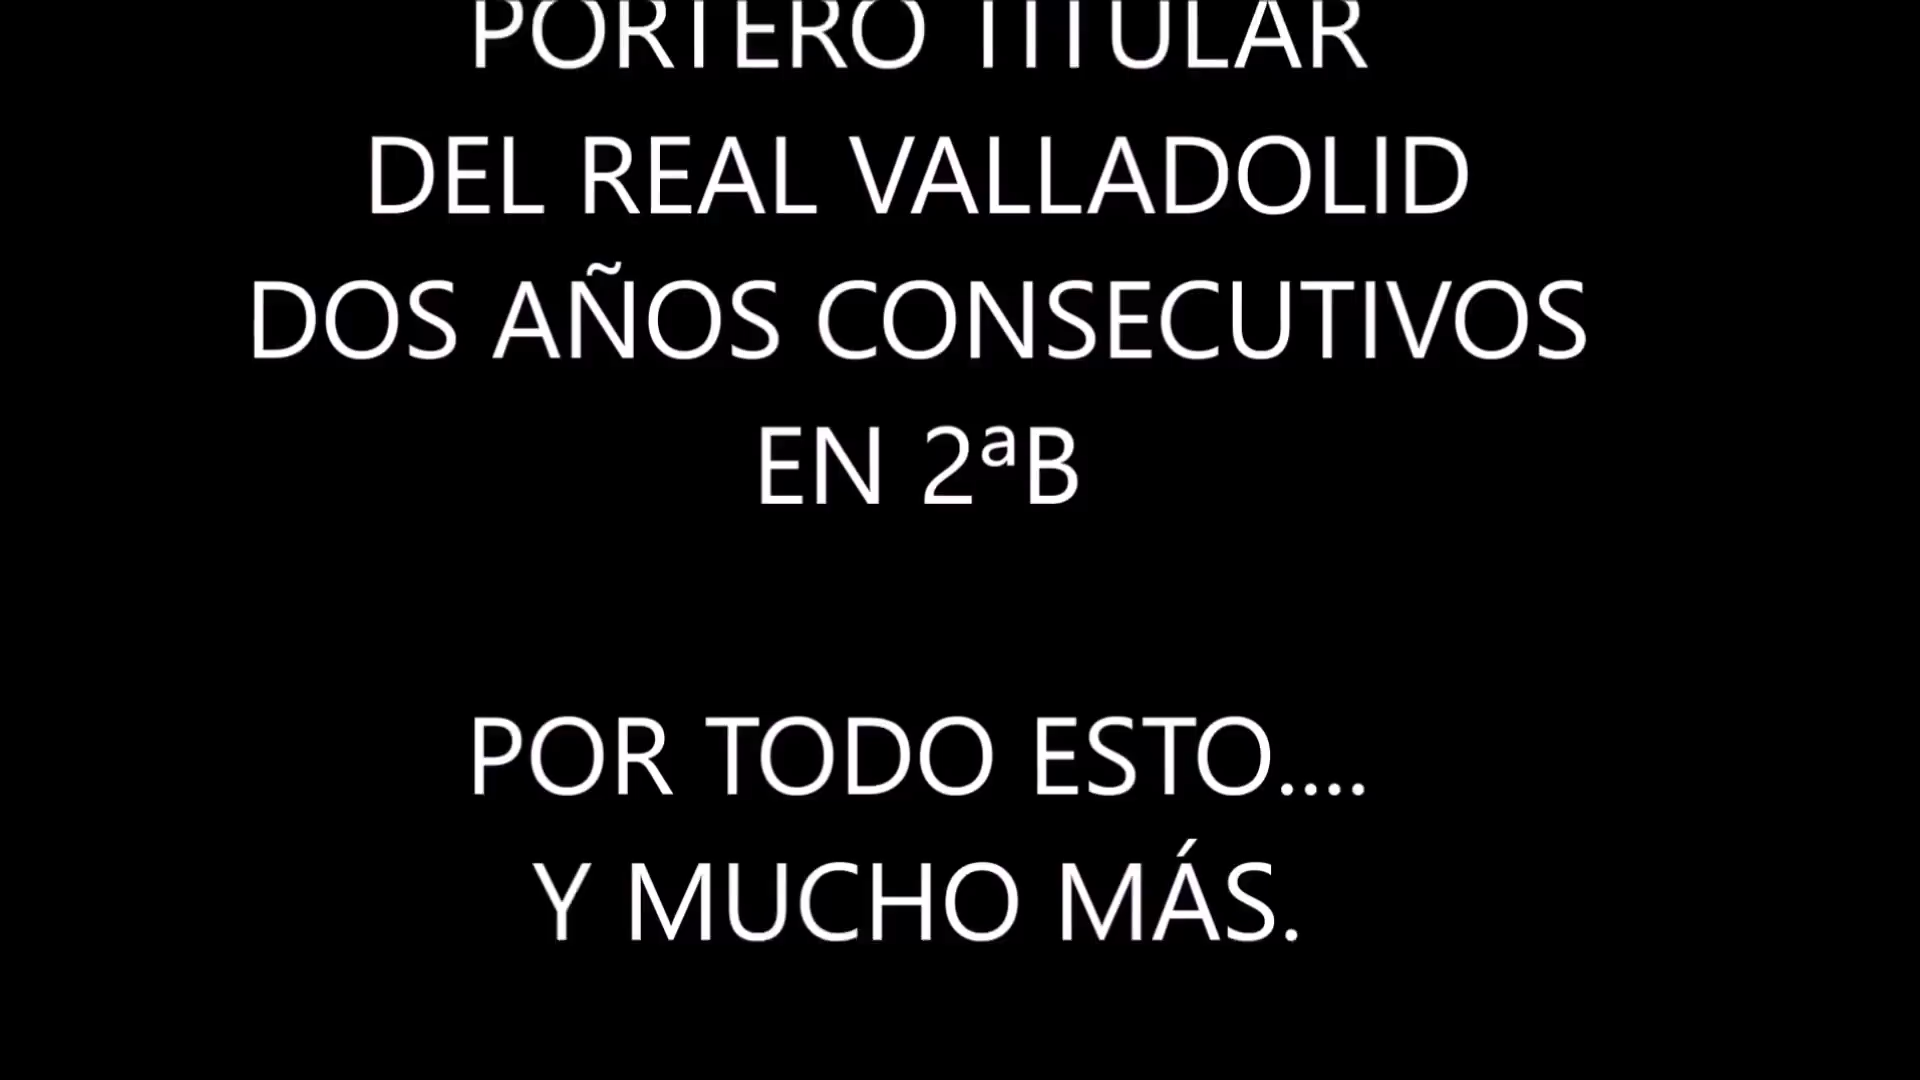 PORTERO TITULAR
DEL REAL VALLADOLID
DOS AÑOS CONSECUTIVOS
EN 2ªB
POR TODO ESTO....
Y MUCHO MÁS.